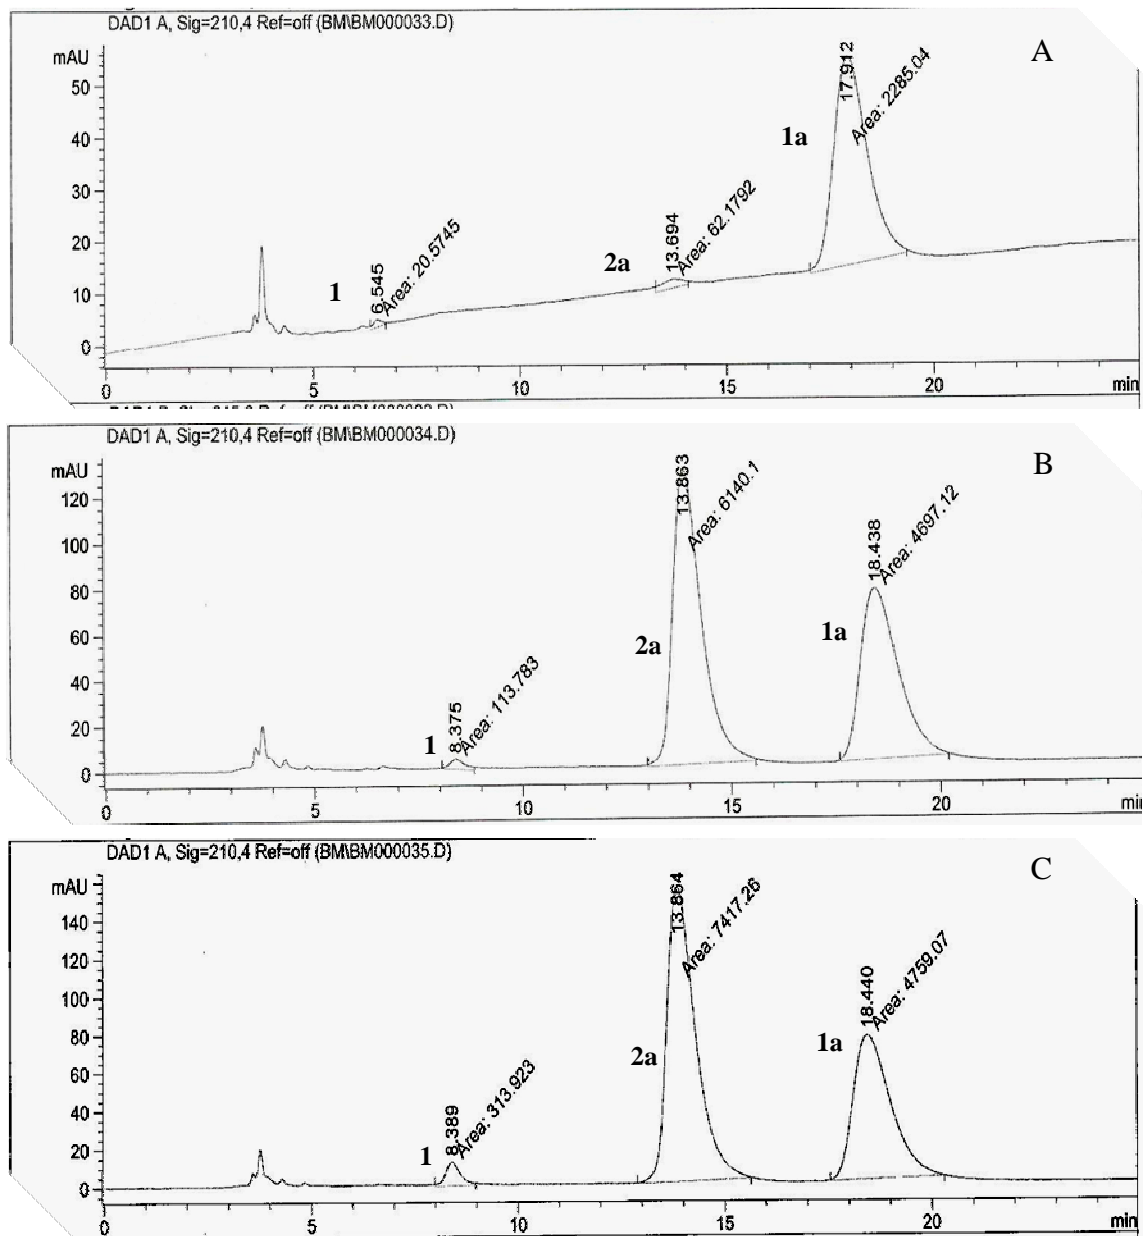 DAD1 A, Sig=210,4 Ref=off (BM\BM000033.D)
A
mAU
50
40
30
20
10
0
1
6.545
Area: 20.5745
2a
13.694
Area: 62.1792
1a
17.912
Area: 2285.04
0 5 10 15 20 min
DAD1 A, Sig=210,4 Ref=off (BM\BM000034.D)
B
mAU
120
100
80
60
40
20
0
1
8.375
Area: 113.783
2a
13.863
Area: 6140.1
1a
18.438
Area: 4697.12
0 5 10 15 20 min
DAD1 A, Sig=210,4 Ref=off (BM\BM000035.D)
C
mAU
140
120
100
80
60
40
20
0
1
8.389
Area: 313.923
2a
13.864
Area: 7417.26
1a
18.440
Area: 4759.07
0 5 10 15 20 min